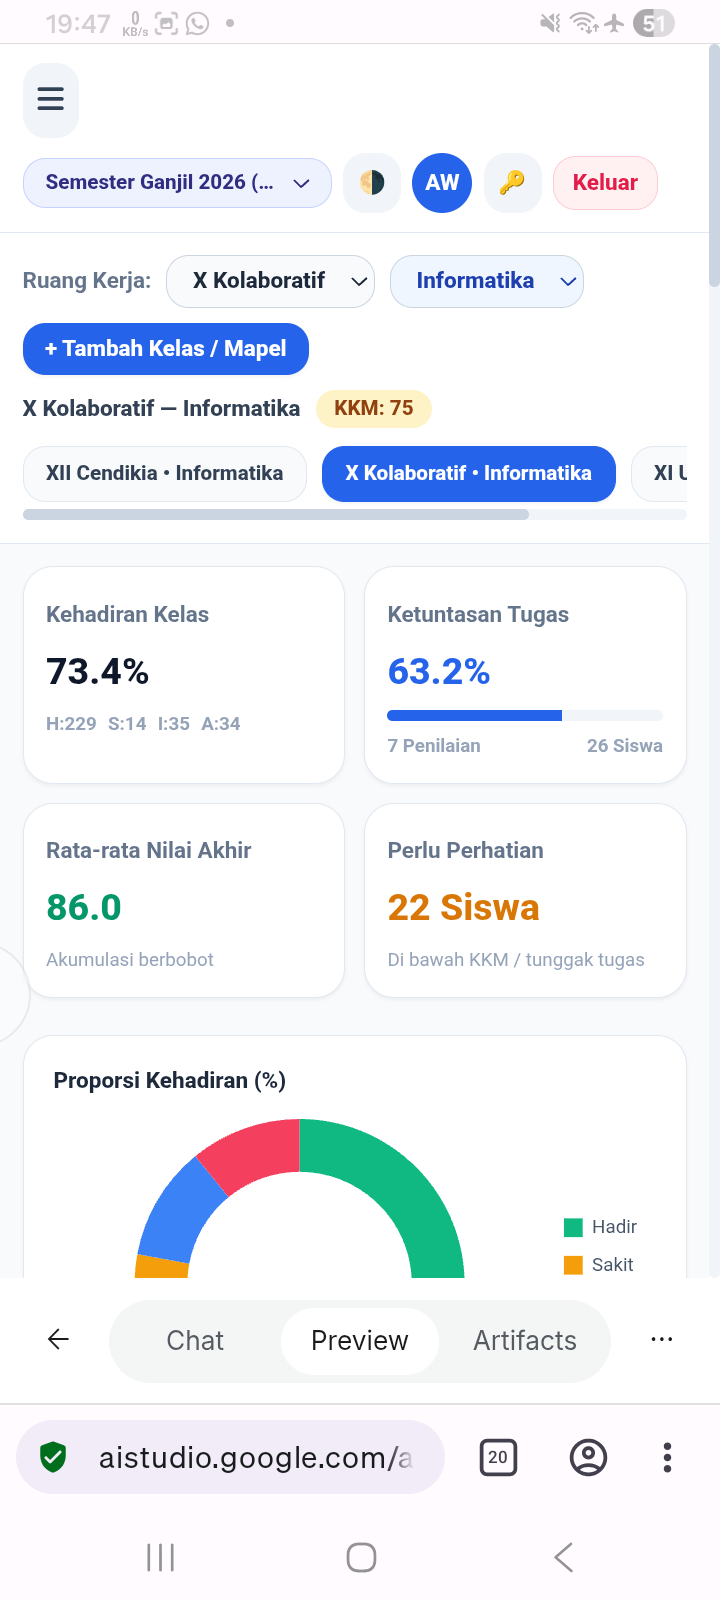 19:47 0 KB/s 51
Semester Ganjil 2026 (... AW Keluar
Ruang Kerja: X Kolaboratif Informatika
+ Tambah Kelas / Mapel
X Kolaboratif — Informatika KKM: 75
XII Cendikia • Informatika X Kolaboratif • Informatika XI U
Kehadiran Kelas
73.4%
H:229 S:14 I:35 A:34
Ketuntasan Tugas
63.2%
7 Penilaian 26 Siswa
Rata-rata Nilai Akhir
86.0
Akumulasi berbobot
Perlu Perhatian
22 Siswa
Di bawah KKM / tunggak tugas
Proporsi Kehadiran (%)
Hadir
Sakit
Chat Preview Artifacts
aistudio.google.com/a 20